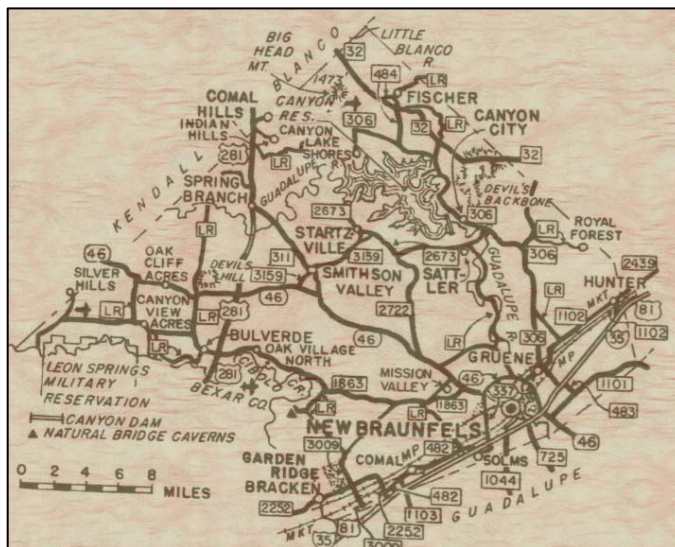 BIG
HEAD
MT.
BLANCO
32
LITTLE
BLANCO
R.
484
LR
1473
FISCHER
COMAL
HILLS
CANYON
RES.
INDIAN
HILLS
CANYON
LAKE
SHORES
306
32
LR
CANYON
CITY
KENDALL
281
LR
GUADALUPE R.
LR
32
DEVIL'S
BACKBONE
SPRING
BRANCH
2673
306
LR
ROYAL
FOREST
LR
STARTZ
VILLE
311
3159
2673
306
2439
46
OAK
CLIFF
ACRES
DEVILS
HILL
3159
SMITHSON
VALLEY
SATT-
LER
GUADALUPE R.
HUNTER
SILVER
HILLS
LR
CANYON
VIEW
ACRES
LR
281
46
2722
LR
LR
1102
MKT
81
35
1102
BULVERDE
OAK VILLAGE
NORTH
46
GRUENE
306
MP
LEON SPRINGS
MILITARY
RESERVATION
281
CIBOLO CR.
BEXAR CO.
1863
MISSION
VALLEY
46
337
1101
CANYON DAM
NATURAL BRIDGE CAVERNS
LR
LR
1863
483
NEW BRAUNFELS
46
3009
GARDEN
RIDGE
BRACKEN
COMAL
MP
482
SOLMS
725
1044
0 2 4 6 8
MILES
2252
482
GUADALUPE
MKT
81
35
1103
2252
3009